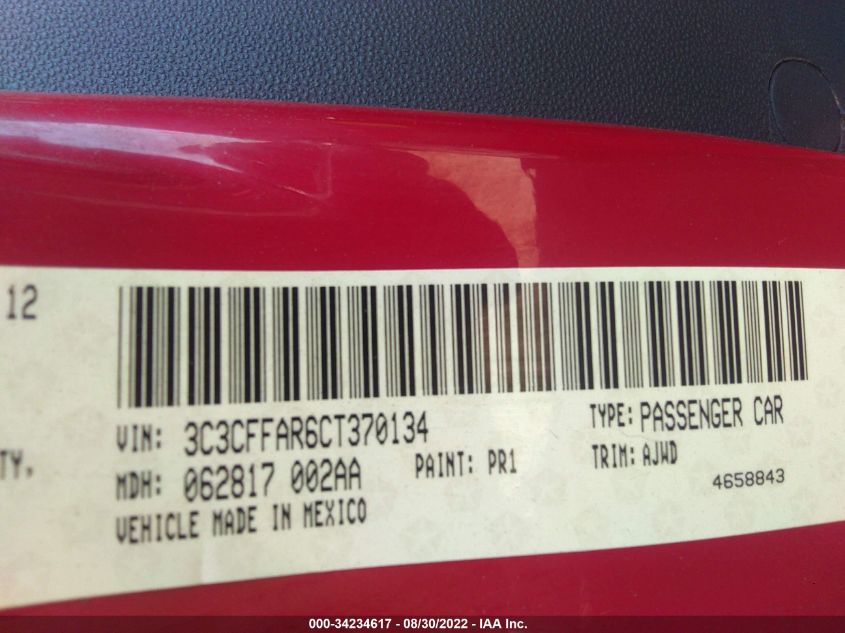 12
VIN: 3C3CFFAR6CT370134
TYPE: PASSENGER CAR
TY,
MDH: 062817 002AA
PAINT: PR1
TRIM: AJWD
4658843
VEHICLE MADE IN MEXICO
000-34234617 - 08/30/2022 - IAA Inc.